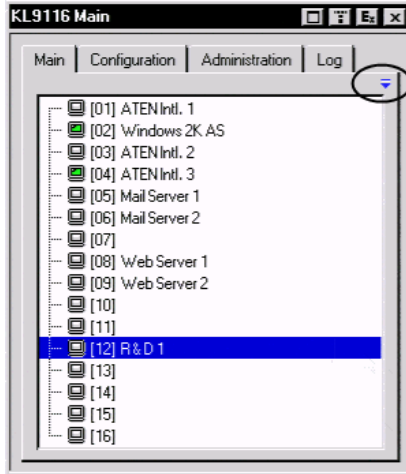 KL9116 Main
Main Configuration Administration Log
[01] ATEN Intl. 1
[02] Windows 2K AS
[03] ATEN Intl. 2
[04] ATEN Intl. 3
[05] Mail Server 1
[06] Mail Server 2
[07]
[08] Web Server 1
[09] Web Server 2
[10]
[11]
[12] R&D 1
[13]
[14]
[15]
[16]